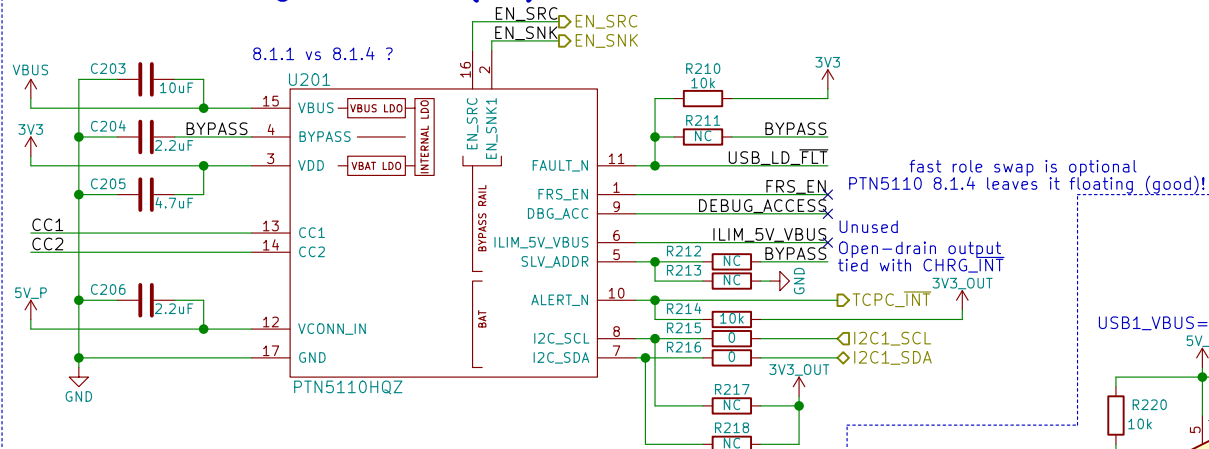 EN_SRC
EN_SRC
EN_SNK
EN_SNK
8.1.1 vs 8.1.4 ?
VBUS
C203
10uF
U201
16
2
R210
10k
3V3
15
VBUS
VBUS LDO
INTERNAL LDO
EN_SRC
EN_SNK1
3V3
C204
2.2uF
BYPASS
4
BYPASS
R211
NC
BYPASS
3
VDD
VBAT LDO
FAULT_N
11
USB_LD_FLT
fast role swap is optional
PTN5110 8.1.4 leaves it floating (good)!
C205
4.7uF
BYPASS RAIL
FRS_EN
1
FRS_EN
DBG_ACC
9
DEBUG_ACCESS
CC1
13
CC1
CC2
14
CC2
ILIM_5V_VBUS
6
ILIM_5V_VBUS
Unused
SLV_ADDR
5
R212
NC
BYPASS
Open-drain output
tied with CHRG_INT
R213
NC
GND
3V3_OUT
5V_P
C206
2.2uF
BAT
ALERT_N
10
TCPC_INT
R214
10k
12
VCONN_IN
I2C_SCL
8
R215
0
I2C1_SCL
USB1_VBUS=
17
GND
I2C_SDA
7
R216
0
I2C1_SDA
5V_
GND
PTN5110HQZ
3V3_OUT
R217
NC
R220
10k
5
R218
NC